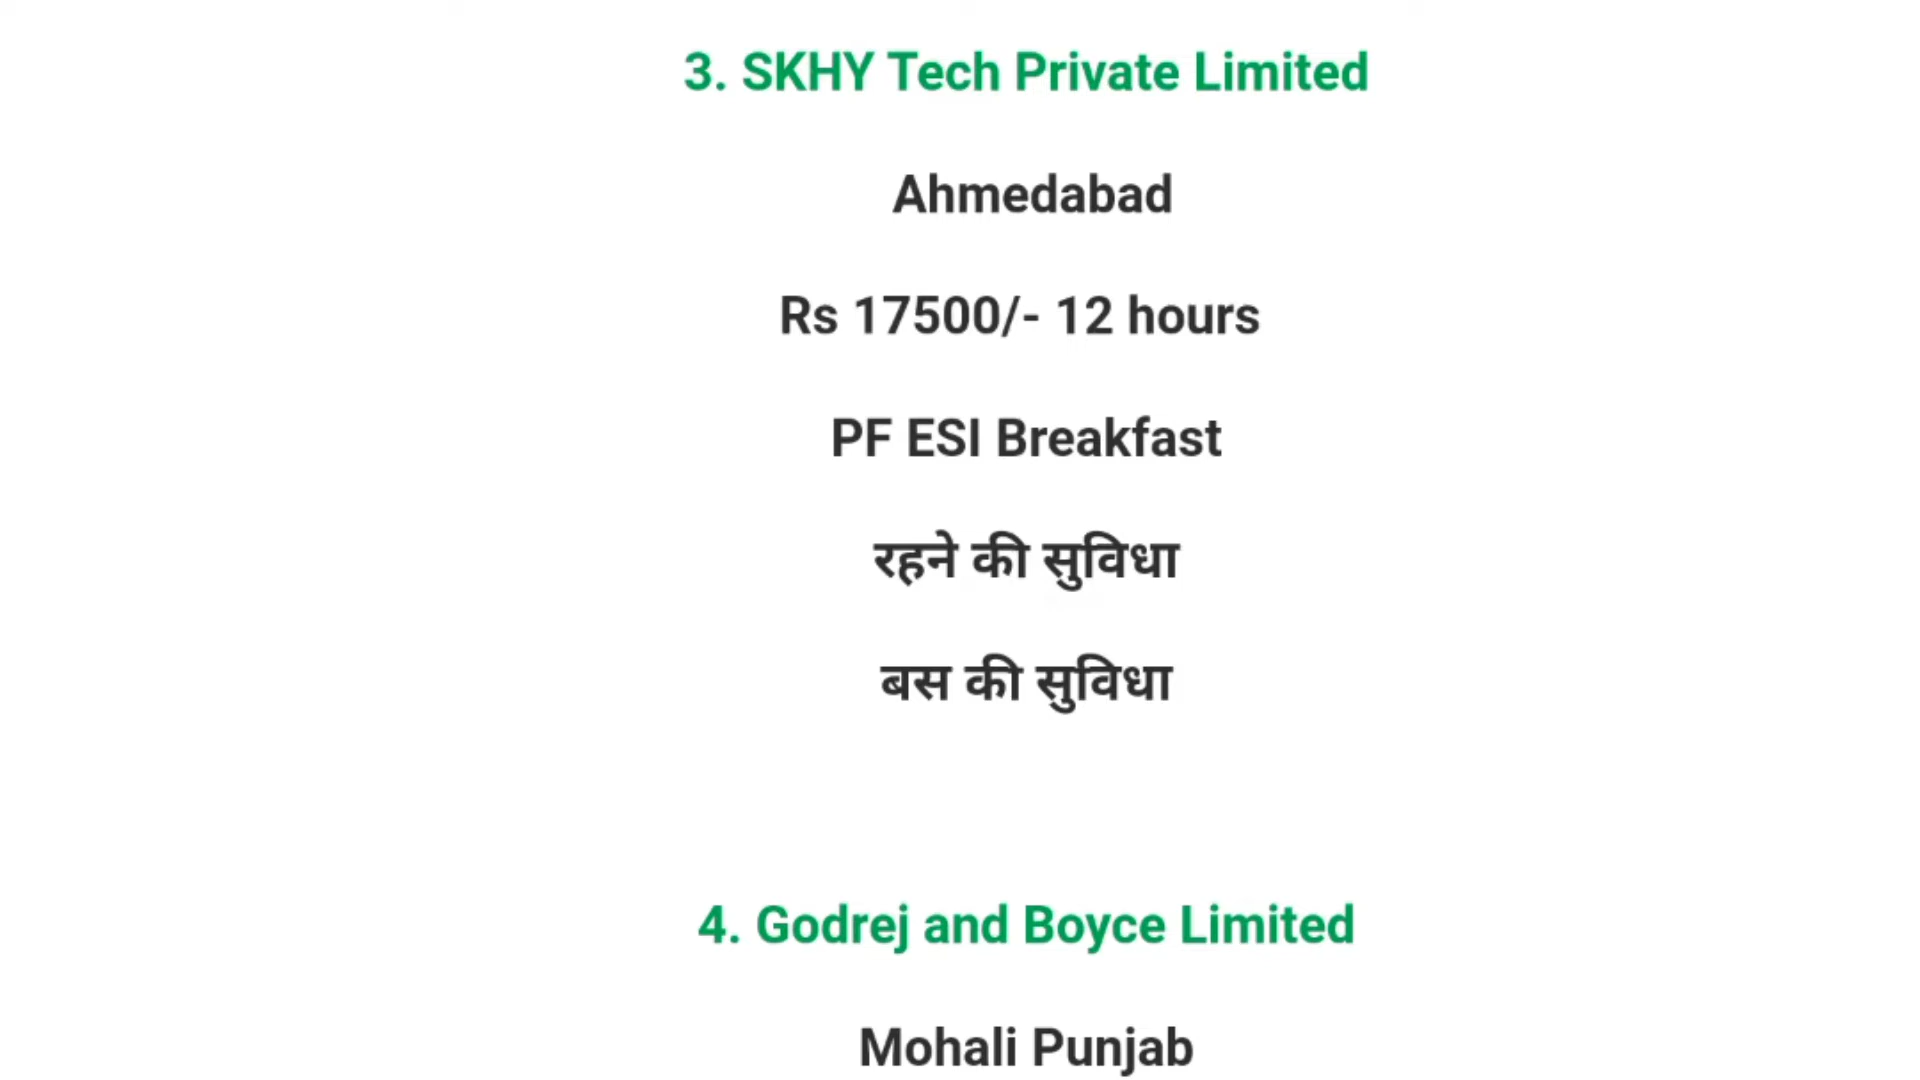 3. SKHY Tech Private Limited
Ahmedabad
Rs 17500/- 12 hours
PF ESI Breakfast
रहने की सुविधा
बस की सुविधा
4. Godrej and Boyce Limited
Mohali Punjab